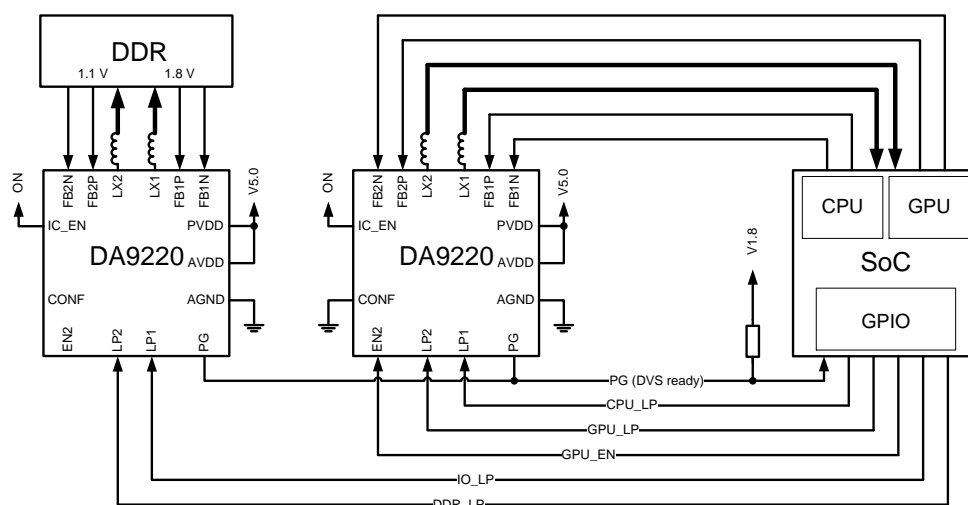 DDR
1.1 V
1.8 V
FB2N
FB2P
LX2
LX1
FB1P
FB1N
ON
IC_EN
V5.0
PVDD
DA9220
AVDD
CONF
AGND
EN2
LP2
LP1
PG
FB2N
FB2P
LX2
LX1
FB1P
FB1N
ON
IC_EN
V5.0
PVDD
DA9220
AVDD
CONF
AGND
EN2
LP2
LP1
PG
V1.8
CPU
GPU
SoC
GPIO
PG (DVS ready)
CPU_LP
GPU_LP
GPU_EN
IO_LP
DDR_LP